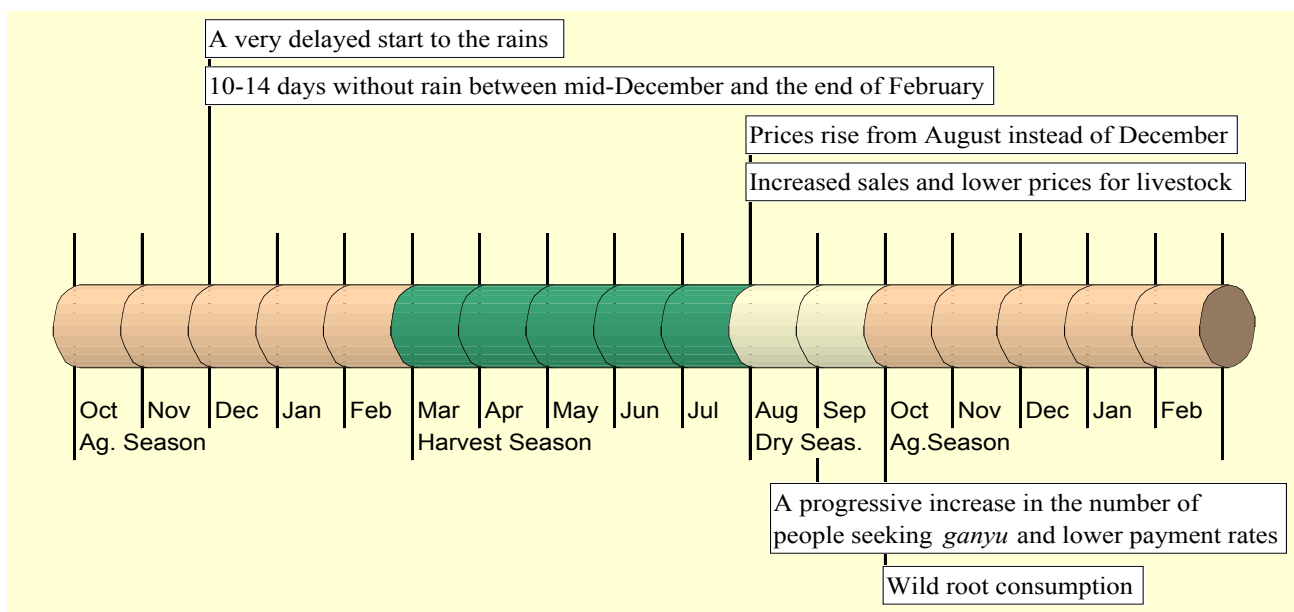 A very delayed start to the rains
10-14 days without rain between mid-December and the end of February
Prices rise from August instead of December
Increased sales and lower prices for livestock
Oct Nov Dec Jan Feb Mar Apr May Jun Jul Aug Sep Oct Nov Dec Jan Feb
Ag. Season Harvest Season Dry Seas. Ag.Season
A progressive increase in the number of
people seeking ganyu and lower payment rates
Wild root consumption